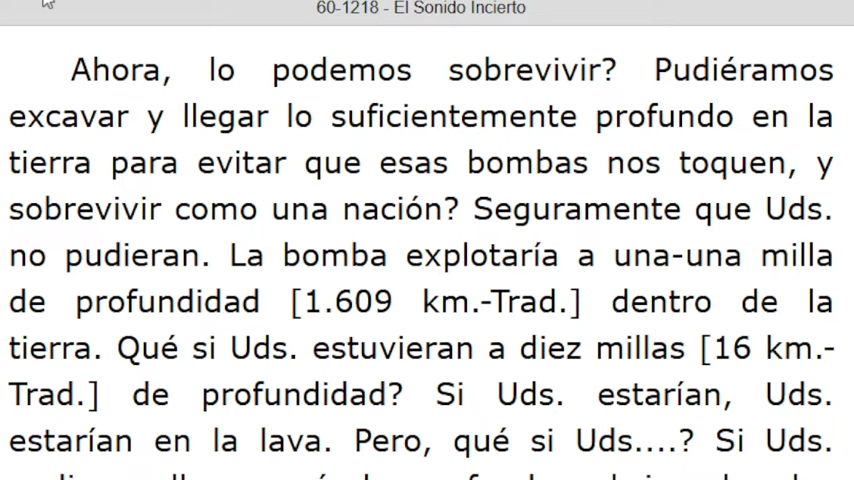 60-1218 - El Sonido Incierto
Ahora, lo podemos sobrevivir? Pudiéramos
excavar y llegar lo suficientemente profundo en la
tierra para evitar que esas bombas nos toquen, y
sobrevivir como una nación? Seguramente que Uds.
no pudieran. La bomba explotaría a una-una milla
de profundidad [1.609 km.-Trad.] dentro de la
tierra. Qué si Uds. estuvieran a diez millas [16 km.-
Trad.] de profundidad? Si Uds. estarían, Uds.
estarían en la lava. Pero, qué si Uds....? Si Uds.